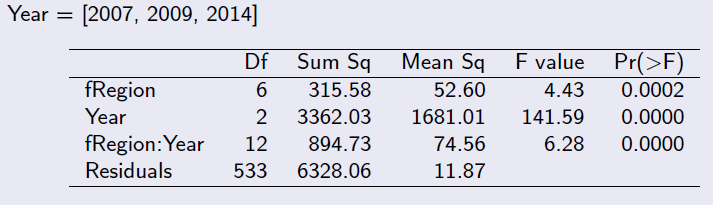 Year = [2007, 2009, 2014]
Df Sum Sq Mean Sq F value Pr(>F)
fRegion 6 315.58 52.60 4.43 0.0002
Year 2 3362.03 1681.01 141.59 0.0000
fRegion:Year 12 894.73 74.56 6.28 0.0000
Residuals 533 6328.06 11.87